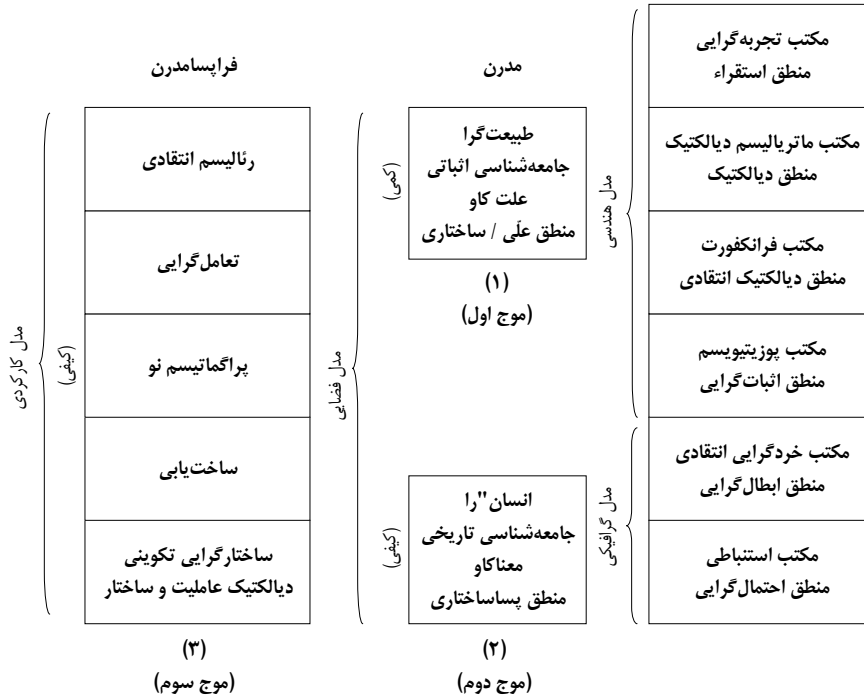 مکتب تجربه‌گرایی
منطق استقراء
مکتب ماتریالیسم دیالکتیک
منطق دیالکتیک
مکتب فرانکفورت
منطق دیالکتیک انتقادی
مکتب پوزیتیویسم
منطق اثبات‌گرایی
مکتب خردگرایی انتقادی
منطق ابطال‌گرایی
مکتب استنباطی
منطق احتمال‌گرایی
مدل هندسی
مدل گرافیکی
مدرن
طبیعت‌گرا
جامعه‌شناسی اثباتی
علت کاو
منطق علّی / ساختاری
(کمی)
(۱)
(موج اول)
انسان"را
جامعه‌شناسی تاریخی
معناکاو
منطق پساساختاری
(کیفی)
(۲)
(موج دوم)
مدل فضایی
فراپسامدرن
رئالیسم انتقادی
تعامل‌گرایی
پراگماتیسم نو
ساخت‌یابی
ساختارگرایی تکوینی
دیالکتیک عاملیت و ساختار
(کیفی)
مدل کارکردی
(۳)
(موج سوم)